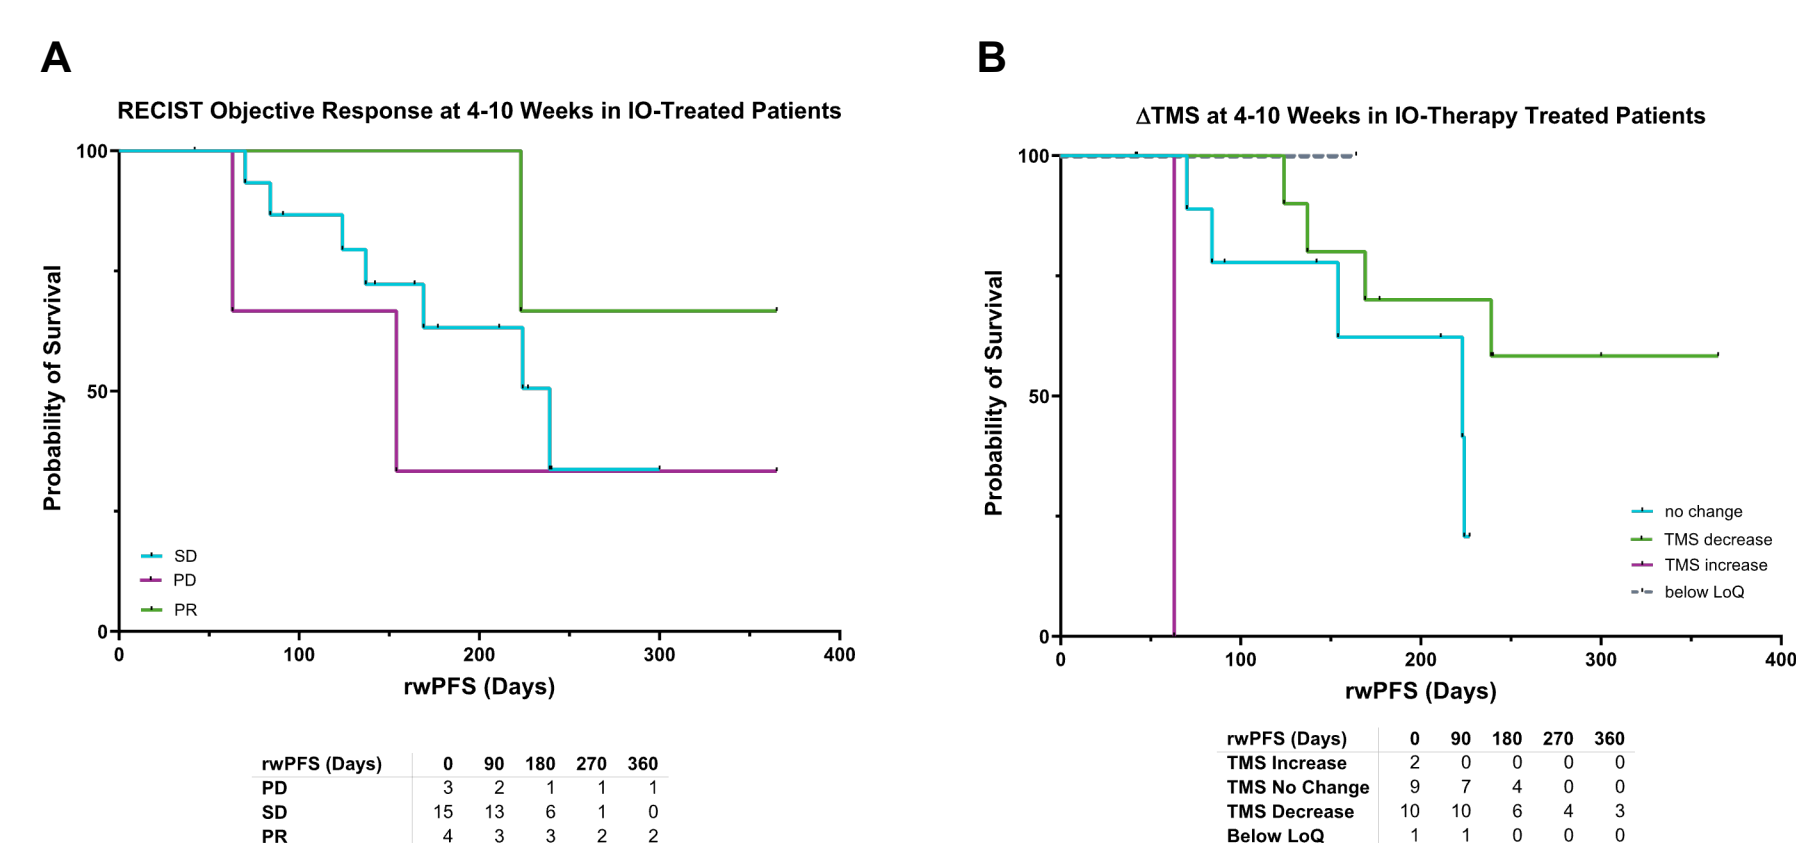 A
RECIST Objective Response at 4-10 Weeks in IO-Treated Patients
Probability of Survival
100
50
0
SD
PD
PR
0 100 200 300 400
rwPFS (Days)
rwPFS (Days) 0 90 180 270 360
PD 3 2 1 1 1
SD 15 13 6 1 0
PR 4 3 3 2 2
B
ΔTMS at 4-10 Weeks in IO-Therapy Treated Patients
Probability of Survival
100
50
0
no change
TMS decrease
TMS increase
below LoQ
0 100 200 300 400
rwPFS (Days)
rwPFS (Days) 0 90 180 270 360
TMS Increase 2 0 0 0 0
TMS No Change 9 7 4 0 0
TMS Decrease 10 10 6 4 3
Below LoQ 1 1 0 0 0